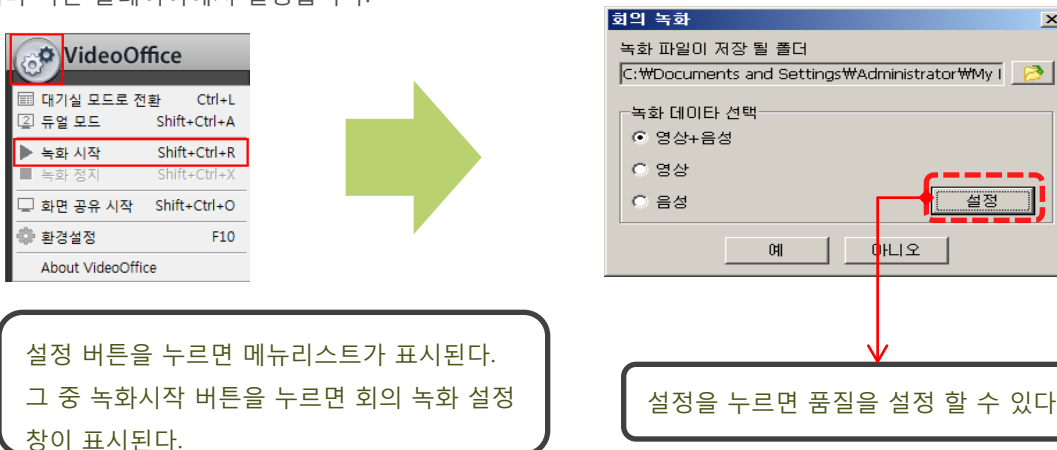 VideoOffice
대기실 모드로 전환 Ctrl+L
2 듀얼 모드 Shift+Ctrl+A
녹화 시작 Shift+Ctrl+R
녹화 정지 Shift+Ctrl+X
화면 공유 시작 Shift+Ctrl+O
환경설정 F10
About VideoOffice
설정 버튼을 누르면 메뉴리스트가 표시된다.
그 중 녹화시작 버튼을 누르면 회의 녹화 설정
창이 표시된다.
회의 녹화
녹화 파일이 저장 될 폴더
C:₩Documents and Settings₩Administrator₩My
녹화 데이타 선택
영상+음성
영상
음성
설정
예 아니오
설정을 누르면 품질을 설정 할 수 있다